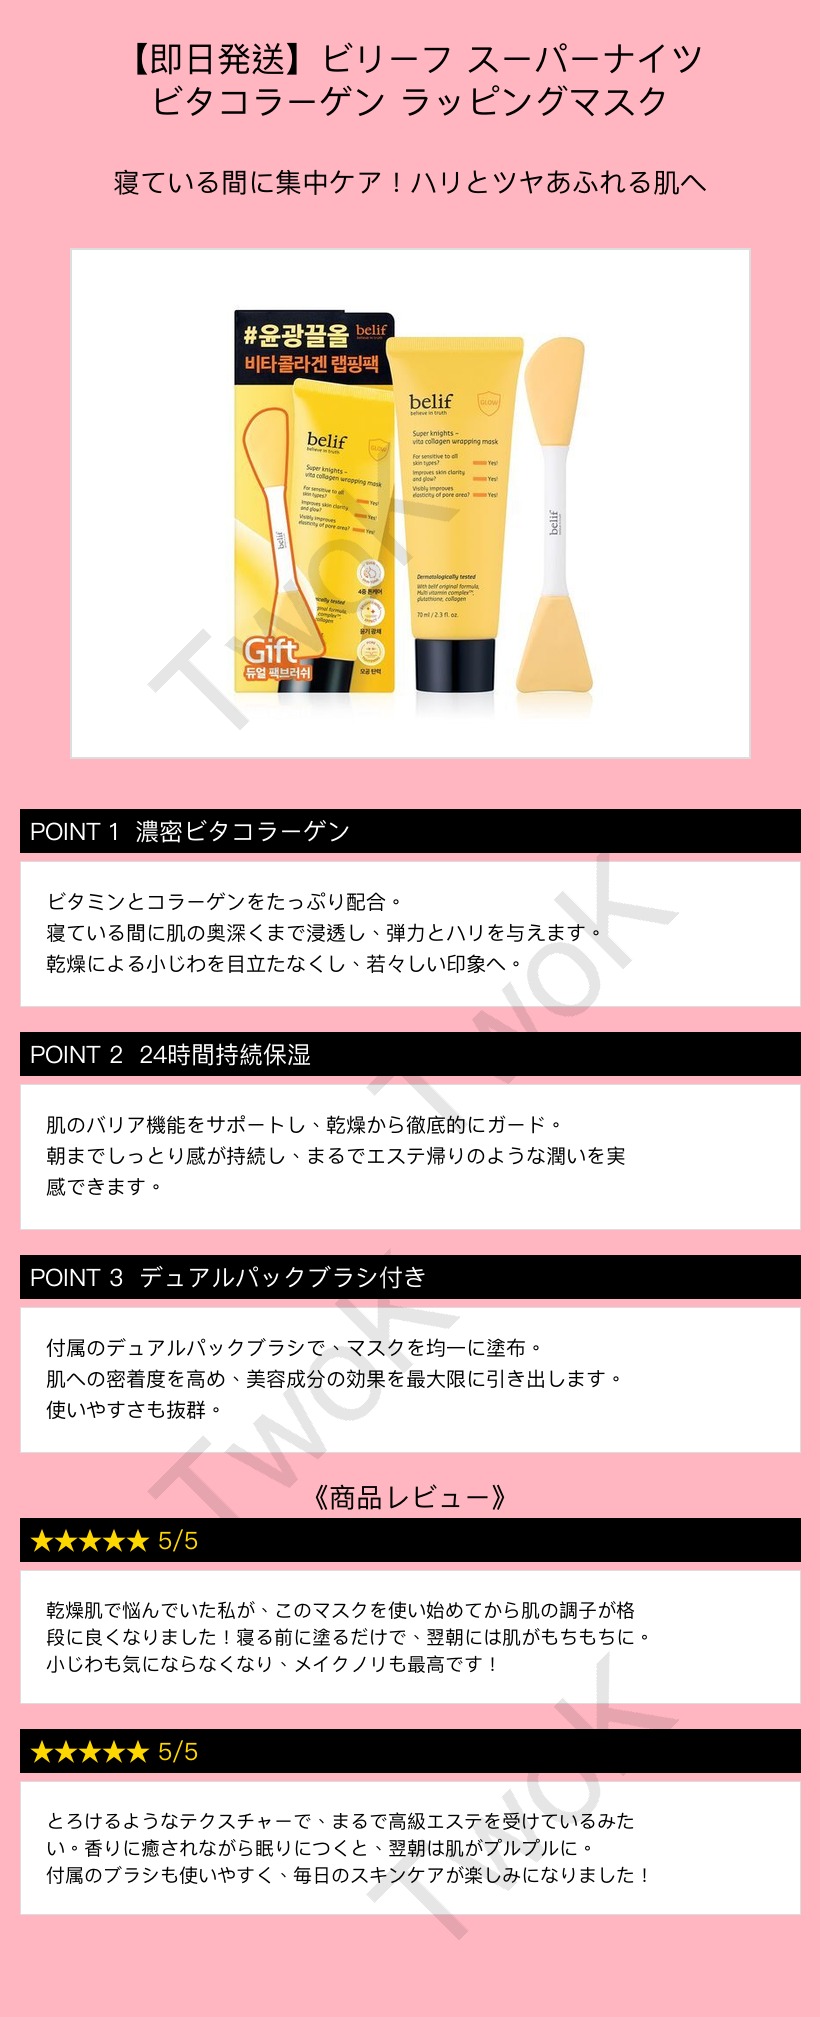 【即日発送】ビリーフ スーパーナイツ
ビタコラーゲン ラッピングマスク
寝ている間に集中ケア！ハリとツヤあふれる肌へ
#윤광끌올 belif
believe in truth
비타콜라겐 랩핑팩
belif
believe in truth
GLOW
Super knights –
vita collagen wrapping mask
For sensitive to all
skin types? Yes!
Improves skin clarity
and glow? Yes!
Visibly improves
elasticity of pore area? Yes!
belif
4중 톤케어
윤기 광채
모공 탄력
Gift
듀얼 팩브러쉬
belif
believe in truth
GLOW
Super knights –
vita collagen wrapping mask
For sensitive to all
skin types? Yes!
Improves skin clarity
and glow? Yes!
Visibly improves
elasticity of pore area? Yes!
Dermatologically tested
With belif original formula,
Multi vitamin complex™,
glutathione, collagen
70 ml / 2.3 fl. oz.
belif
TwoK
POINT 1 濃密ビタコラーゲン
ビタミンとコラーゲンをたっぷり配合。
寝ている間に肌の奥深くまで浸透し、弾力とハリを与えます。
乾燥による小じわを目立たなくし、若々しい印象へ。
TwoK
POINT 2 24時間持続保湿
肌のバリア機能をサポートし、乾燥から徹底的にガード。
朝までしっとり感が持続し、まるでエステ帰りのような潤いを実
感できます。
POINT 3 デュアルパックブラシ付き
付属のデュアルパックブラシで、マスクを均一に塗布。
肌への密着度を高め、美容成分の効果を最大限に引き出します。
使いやすさも抜群。
TwoK
《商品レビュー》
★★★★★ 5/5
乾燥肌で悩んでいた私が、このマスクを使い始めてから肌の調子が格
段に良くなりました！寝る前に塗るだけで、翌朝には肌がもちもちに。
小じわも気にならなくなり、メイクノリも最高です！
★★★★★ 5/5
とろけるようなテクスチャーで、まるで高級エステを受けているみた
い。香りに癒されながら眠りにつくと、翌朝は肌がプルプルに。
付属のブラシも使いやすく、毎日のスキンケアが楽しみになりました！
TwoK